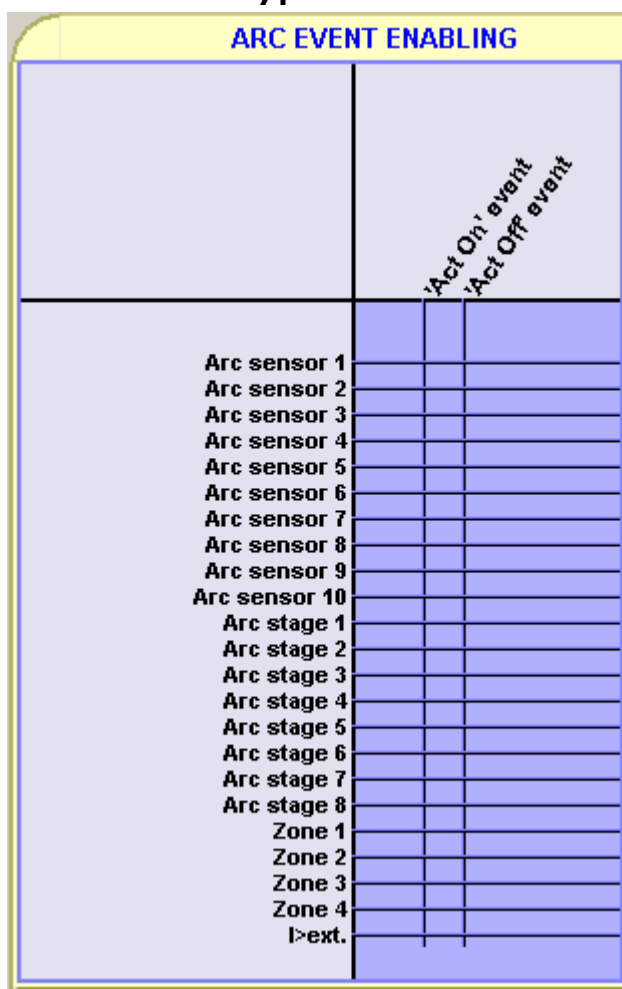 ARC EVENT ENABLING
'Act On' event
'Act Off' event
Arc sensor 1
Arc sensor 2
Arc sensor 3
Arc sensor 4
Arc sensor 5
Arc sensor 6
Arc sensor 7
Arc sensor 8
Arc sensor 9
Arc sensor 10
Arc stage 1
Arc stage 2
Arc stage 3
Arc stage 4
Arc stage 5
Arc stage 6
Arc stage 7
Arc stage 8
Zone 1
Zone 2
Zone 3
Zone 4
I>ext.